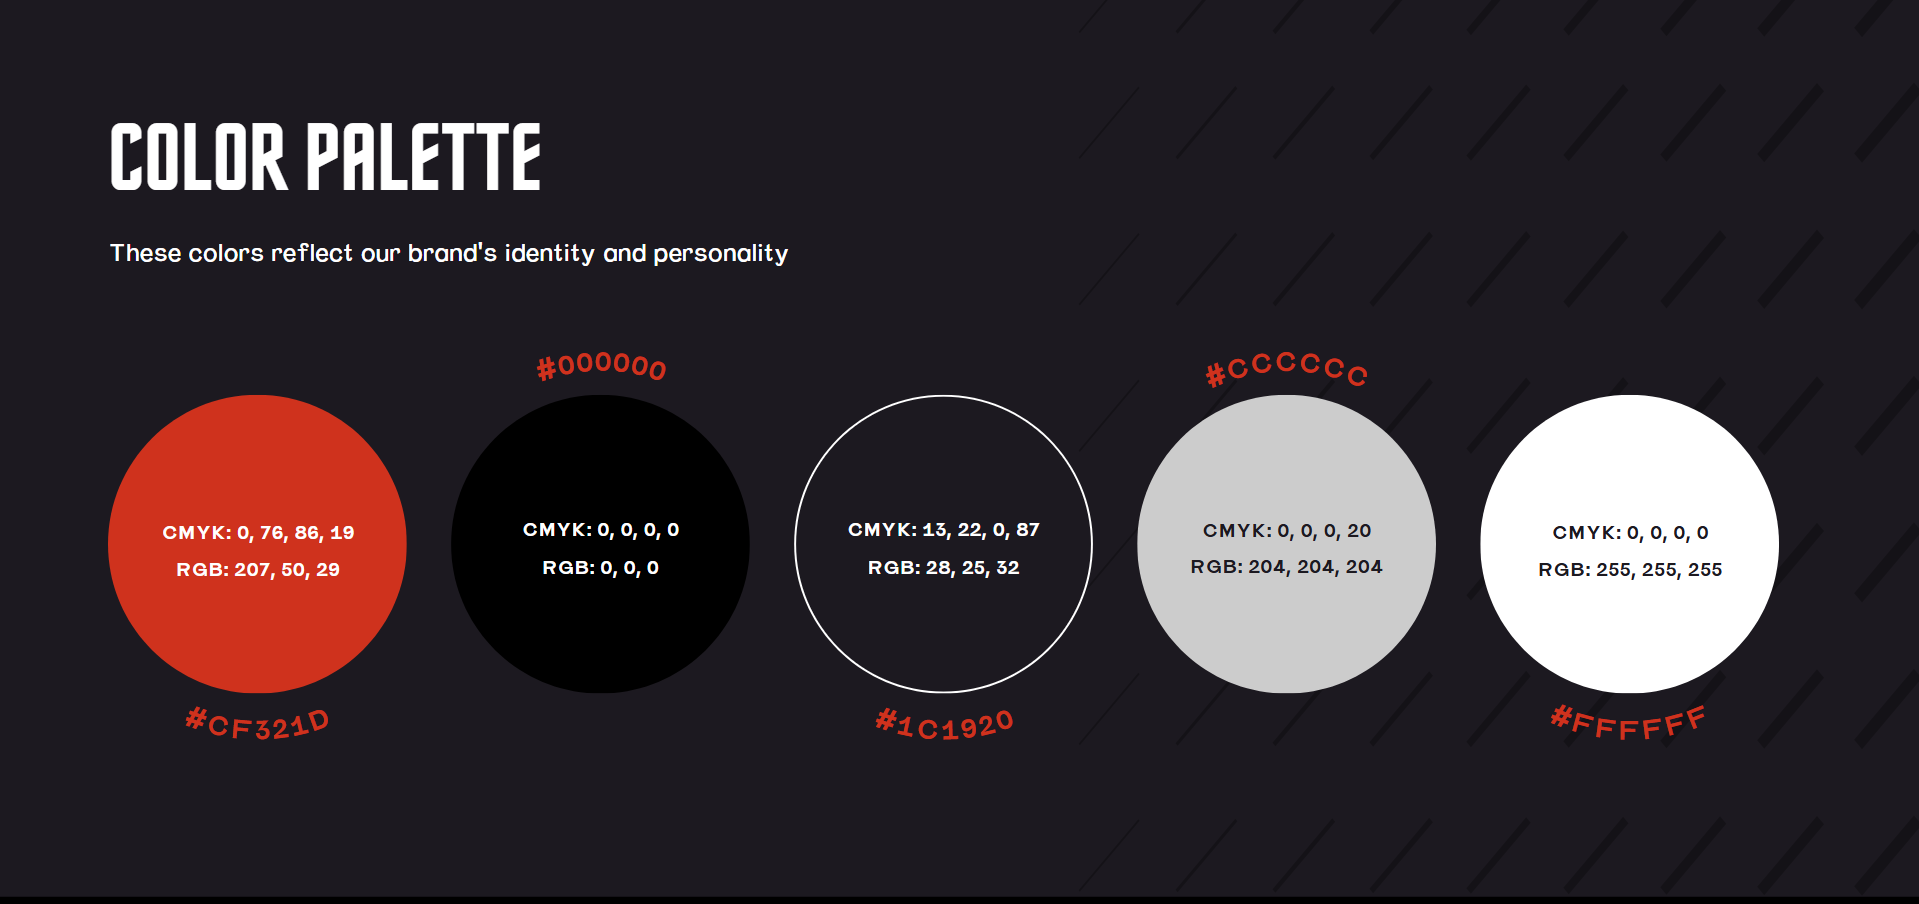 COLOR PALETTE
These colors reflect our brand's identity and personality
#000000
#CCCCCC
CMYK: 0, 76, 86, 19
RGB: 207, 50, 29
CMYK: 0, 0, 0, 0
RGB: 0, 0, 0
CMYK: 13, 22, 0, 87
RGB: 28, 25, 32
CMYK: 0, 0, 0, 20
RGB: 204, 204, 204
CMYK: 0, 0, 0, 0
RGB: 255, 255, 255
#CF321D
#1C1920
#FFFFFF